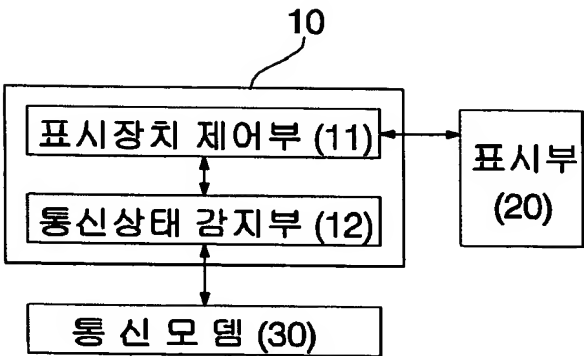 10
표시장치 제어부 (11)
표시부
(20)
통신상태 감지부 (12)
통 신 모 뎀 (30)